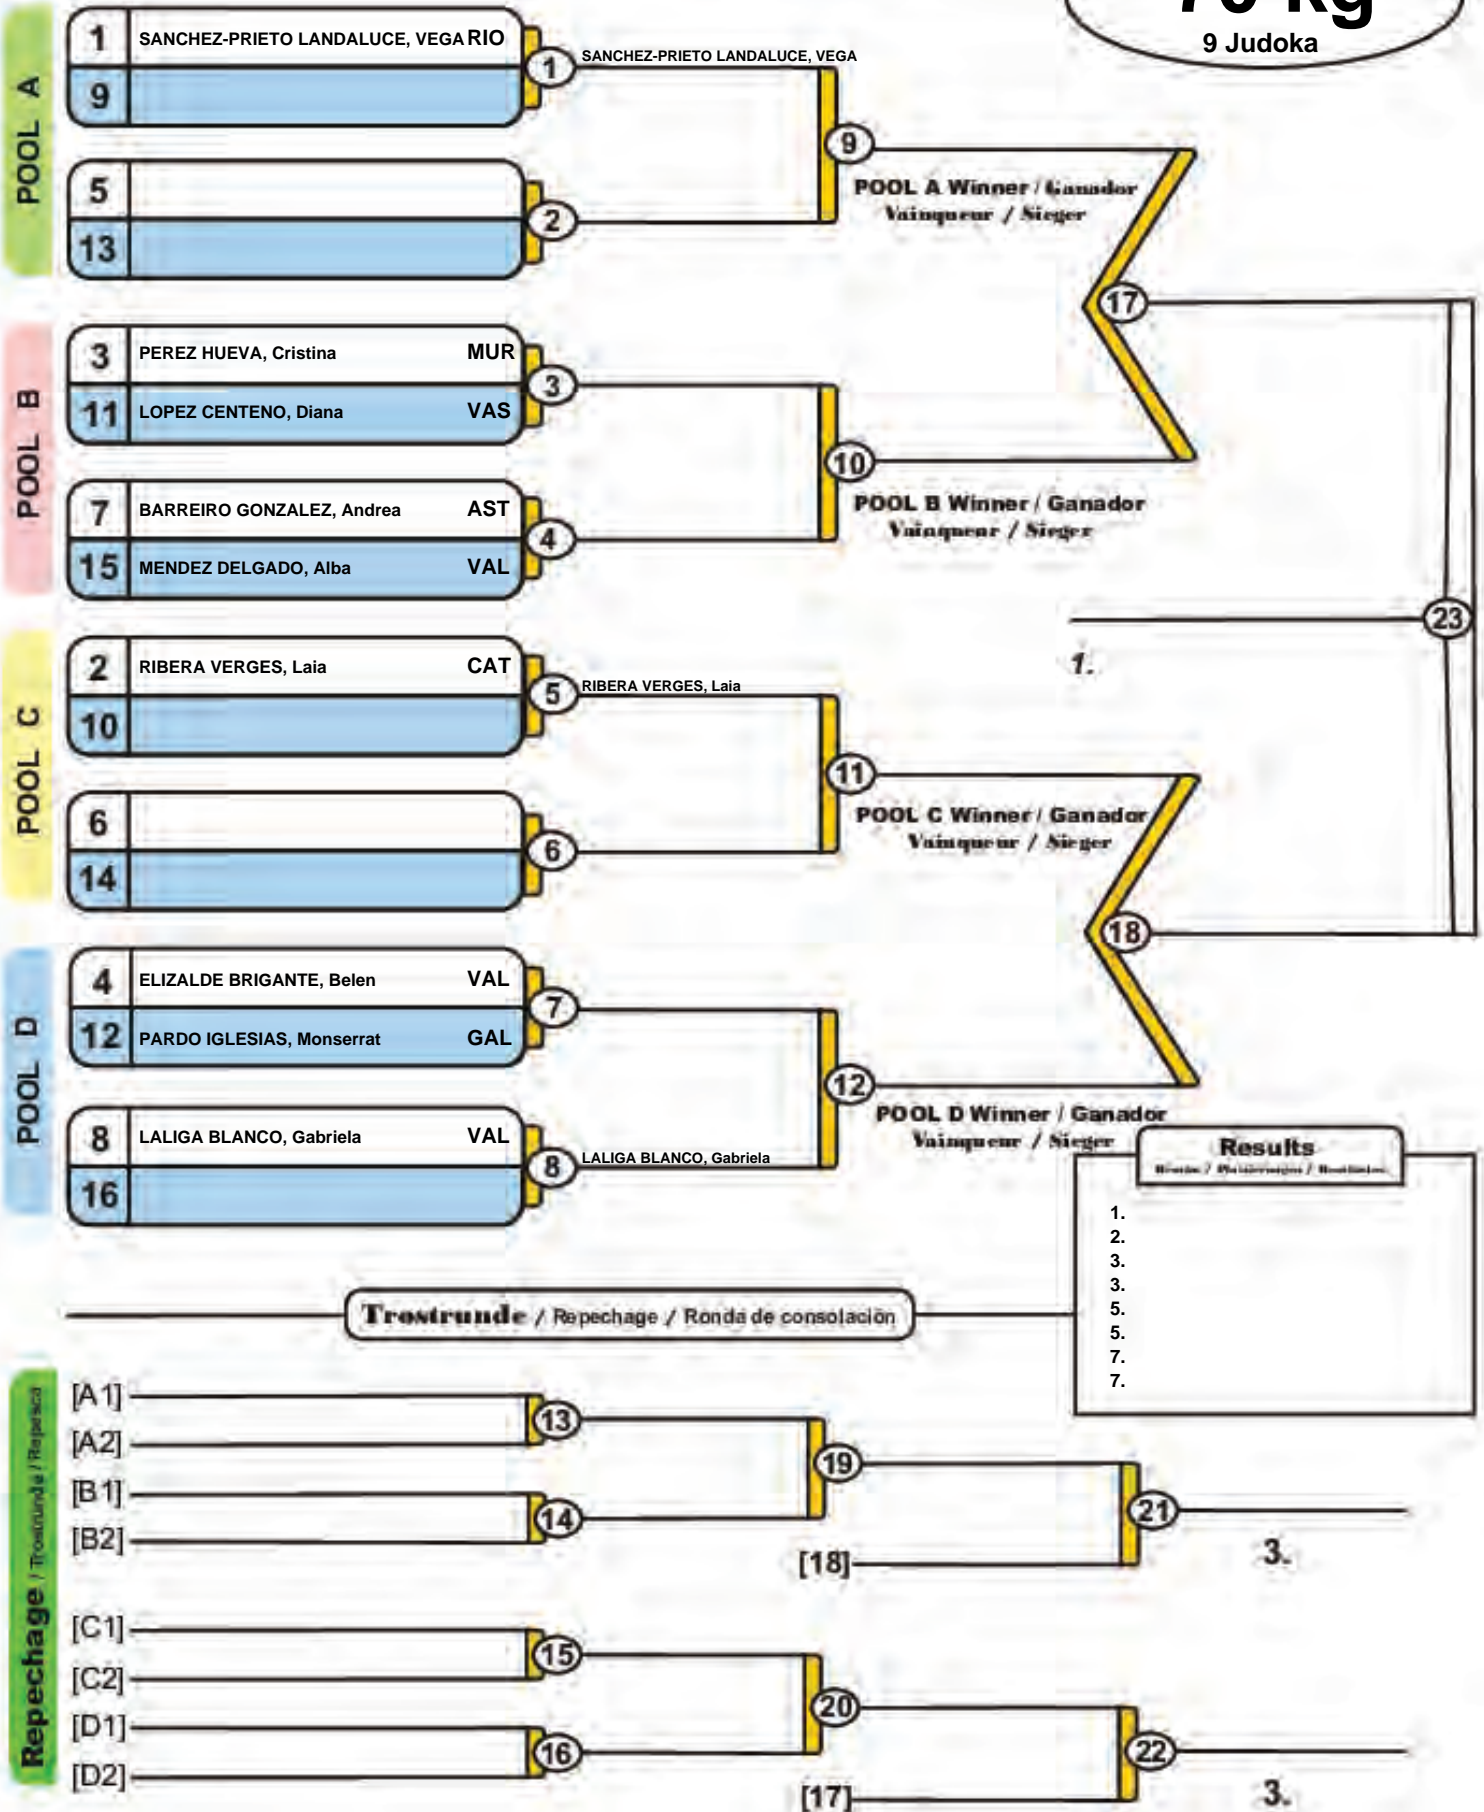 9 Judoka
POOL A
1 SANCHEZ-PRIETO LANDALUCE, VEGA RIO
9
1
SANCHEZ-PRIETO LANDALUCE, VEGA
5
13
2
9
POOL A Winner / Ganador
Vainqueur / Sieger
17
POOL B
3 PEREZ HUEVA, Cristina MUR
11 LOPEZ CENTENO, Diana VAS
3
7 BARREIRO GONZALEZ, Andrea AST
15 MENDEZ DELGADO, Alba VAL
4
10
POOL B Winner / Ganador
Vainqueur / Sieger
23
1.
POOL C
2 RIBERA VERGES, Laia CAT
10
5
RIBERA VERGES, Laia
6
14
6
11
POOL C Winner / Ganador
Vainqueur / Sieger
18
POOL D
4 ELIZALDE BRIGANTE, Belen VAL
12 PARDO IGLESIAS, Monserrat GAL
7
8 LALIGA BLANCO, Gabriela VAL
16
8
LALIGA BLANCO, Gabriela
12
POOL D Winner / Ganador
Vainqueur / Sieger
Results
1.
2.
3.
3.
5.
5.
7.
7.
Trostrunde / Repechage / Ronda de consolación
Repechage / Trostrunde / Repesca
[A1]
[A2]
13
[B1]
[B2]
14
19
[18]
21
3.
[C1]
[C2]
15
[D1]
[D2]
16
20
[17]
22
3.